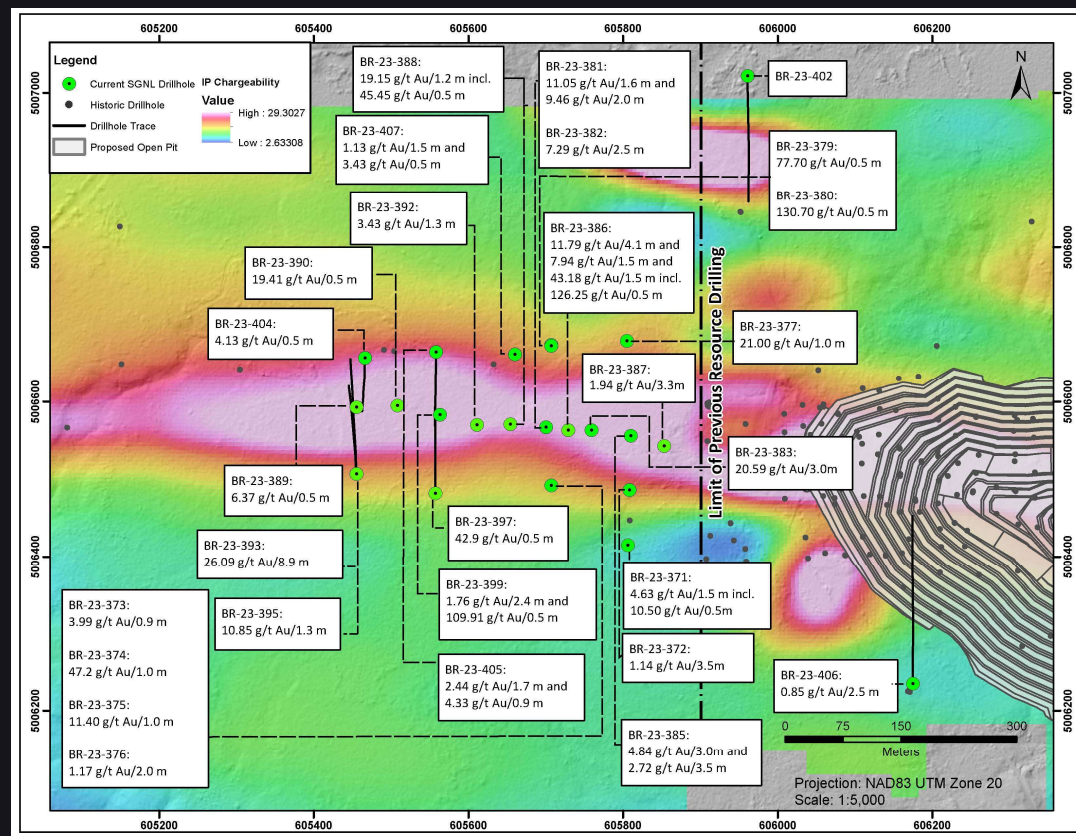 605200
605400
605600
605800
606000
606200
Legend
Current SGNL Drillhole
Historic Drillhole
Drillhole Trace
Proposed Open Pit
IP Chargeability
Value
High : 29.3027
Low : 2.63308
BR-23-388:
19.15 g/t Au/1.2 m incl.
45.45 g/t Au/0.5 m
BR-23-381:
11.05 g/t Au/1.6 m and
9.46 g/t Au/2.0 m
BR-23-382:
7.29 g/t Au/2.5 m
BR-23-402
N
5007000
5007000
BR-23-407:
1.13 g/t Au/1.5 m and
3.43 g/t Au/0.5 m
BR-23-379:
77.70 g/t Au/0.5 m
BR-23-380:
130.70 g/t Au/0.5 m
BR-23-392:
3.43 g/t Au/1.3 m
BR-23-386:
11.79 g/t Au/4.1 m and
7.94 g/t Au/1.5 m and
43.18 g/t Au/1.5 m incl.
126.25 g/t Au/0.5 m
5006800
5006800
BR-23-390:
19.41 g/t Au/0.5 m
BR-23-404:
4.13 g/t Au/0.5 m
BR-23-377:
21.00 g/t Au/1.0 m
BR-23-387:
1.94 g/t Au/3.3m
Limit of Previous Resource Drilling
5006600
5006600
BR-23-383:
20.59 g/t Au/3.0m
BR-23-389:
6.37 g/t Au/0.5 m
BR-23-397:
42.9 g/t Au/0.5 m
BR-23-393:
26.09 g/t Au/8.9 m
5006400
5006400
BR-23-399:
1.76 g/t Au/2.4 m and
109.91 g/t Au/0.5 m
BR-23-371:
4.63 g/t Au/1.5 m incl.
10.50 g/t Au/0.5m
BR-23-395:
10.85 g/t Au/1.3 m
BR-23-373:
3.99 g/t Au/0.9 m
BR-23-374:
47.2 g/t Au/1.0 m
BR-23-375:
11.40 g/t Au/1.0 m
BR-23-376:
1.17 g/t Au/2.0 m
BR-23-372:
1.14 g/t Au/3.5m
BR-23-405:
2.44 g/t Au/1.7 m and
4.33 g/t Au/0.9 m
BR-23-406:
0.85 g/t Au/2.5 m
5006200
5006200
BR-23-385:
4.84 g/t Au/3.0m and
2.72 g/t Au/3.5 m
0 75 150 300
Meters
Projection: NAD83 UTM Zone 20
Scale: 1:5,000
605200
605400
605600
605800
606000
606200